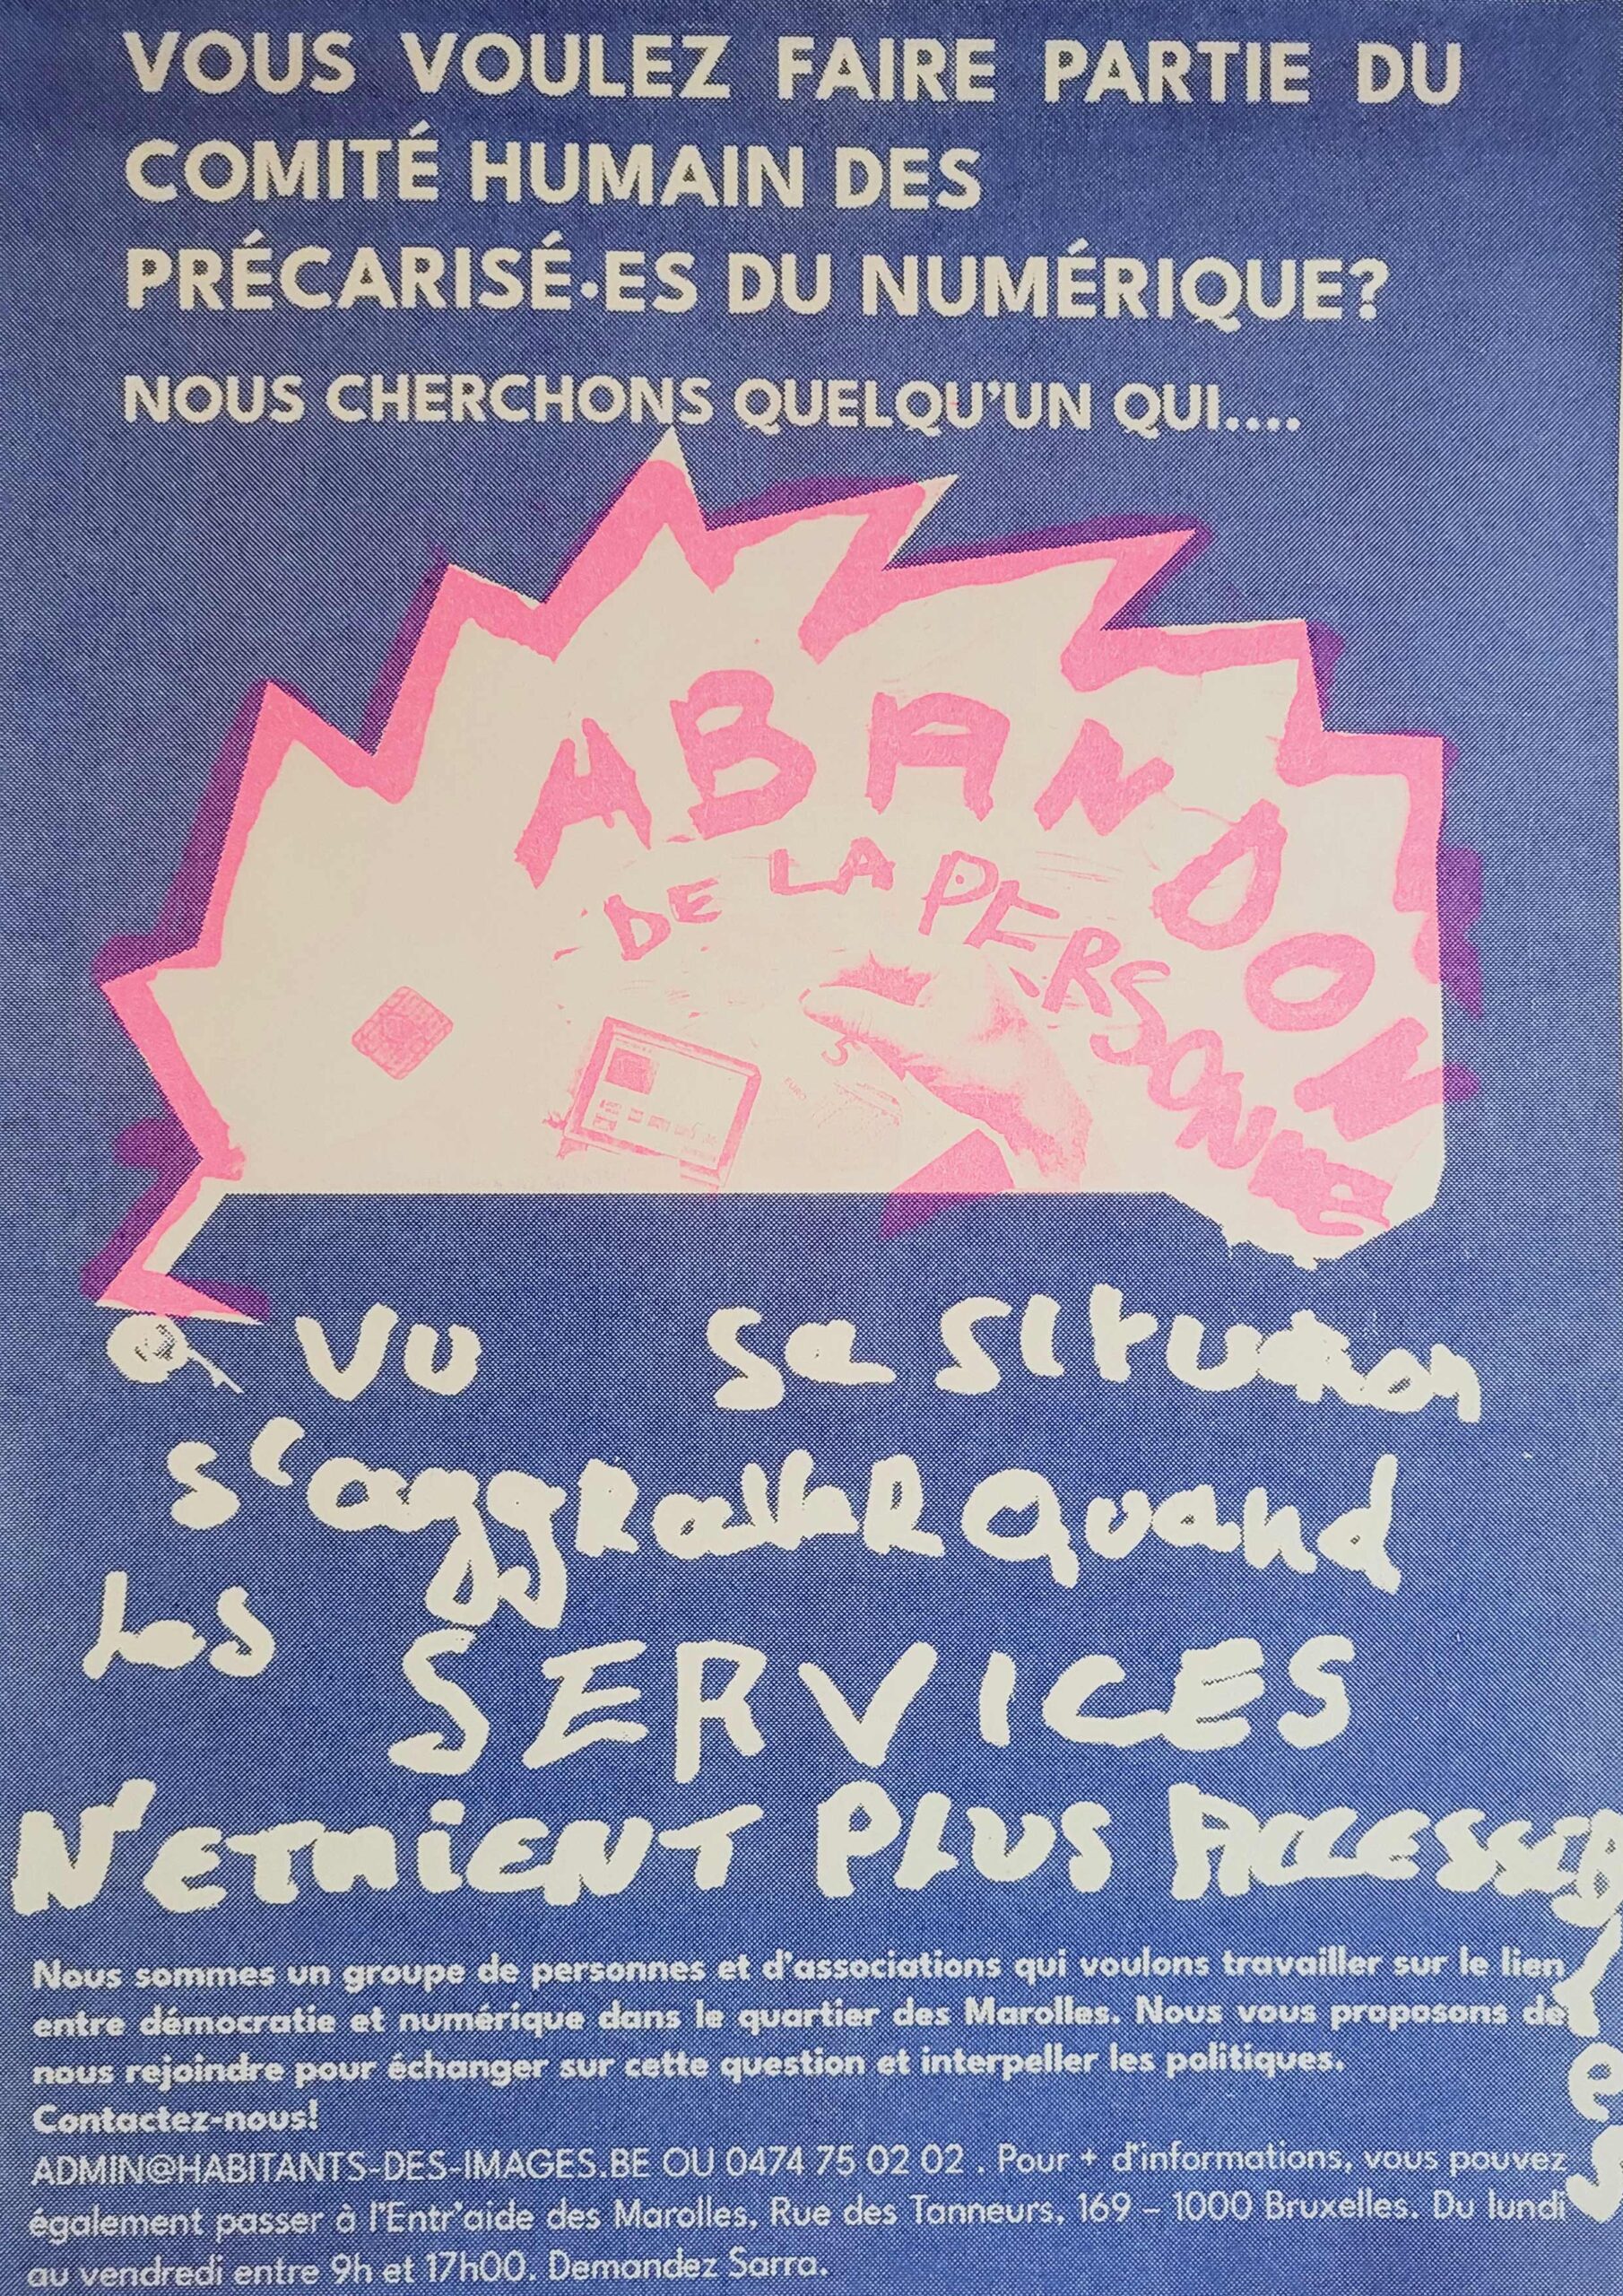 VOUS VOULEZ FAIRE PARTIE DU
COMITÉ HUMAIN DES
PRÉCARISÉ·ES DU NUMÉRIQUE?
NOUS CHERCHONS QUELQU'UN QUI....
ABANDON
DE LA PERSONNE
a VU sa situation
s'aggRaVER quand
les SERVICES
N'ETAIENT PLUS ACCESSIBles
Nous sommes un groupe de personnes et d'associations qui voulons travailler sur le lien
entre démocratie et numérique dans le quartier des Marolles. Nous vous proposons de
nous rejoindre pour échanger sur cette question et interpeller les politiques.
Contactez-nous!
ADMIN@HABITANTS-DES-IMAGES.BE OU 0474 75 02 02 . Pour + d'informations, vous pouvez
également passer à l'Entr'aide des Marolles, Rue des Tanneurs, 169 – 1000 Bruxelles. Du lundi
au vendredi entre 9h et 17h00. Demandez Sarra.